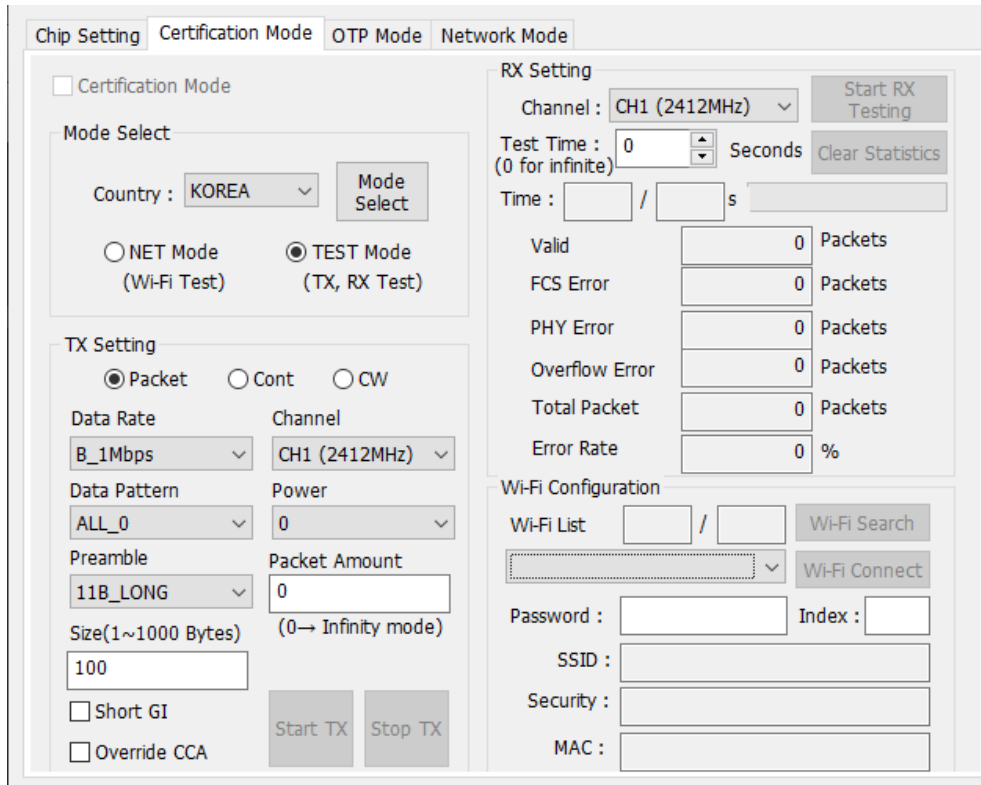 Chip Setting Certification Mode OTP Mode Network Mode
Certification Mode
Mode Select
Country : KOREA Mode Select
NET Mode
(Wi-Fi Test)
TEST Mode
(TX, RX Test)
TX Setting
Packet Cont CW
Data Rate Channel
B_1Mbps CH1 (2412MHz)
Data Pattern Power
ALL_0 0
Preamble Packet Amount
11B_LONG 0
Size(1~1000 Bytes) (0→ Infinity mode)
100
Short GI
Override CCA
Start TX Stop TX
RX Setting
Channel : CH1 (2412MHz) Start RX Testing
Test Time : 0 Seconds Clear Statistics
(0 for infinite)
Time : / s
Valid 0 Packets
FCS Error 0 Packets
PHY Error 0 Packets
Overflow Error 0 Packets
Total Packet 0 Packets
Error Rate 0 %
Wi-Fi Configuration
Wi-Fi List / Wi-Fi Search
Wi-Fi Connect
Password : Index :
SSID :
Security :
MAC :